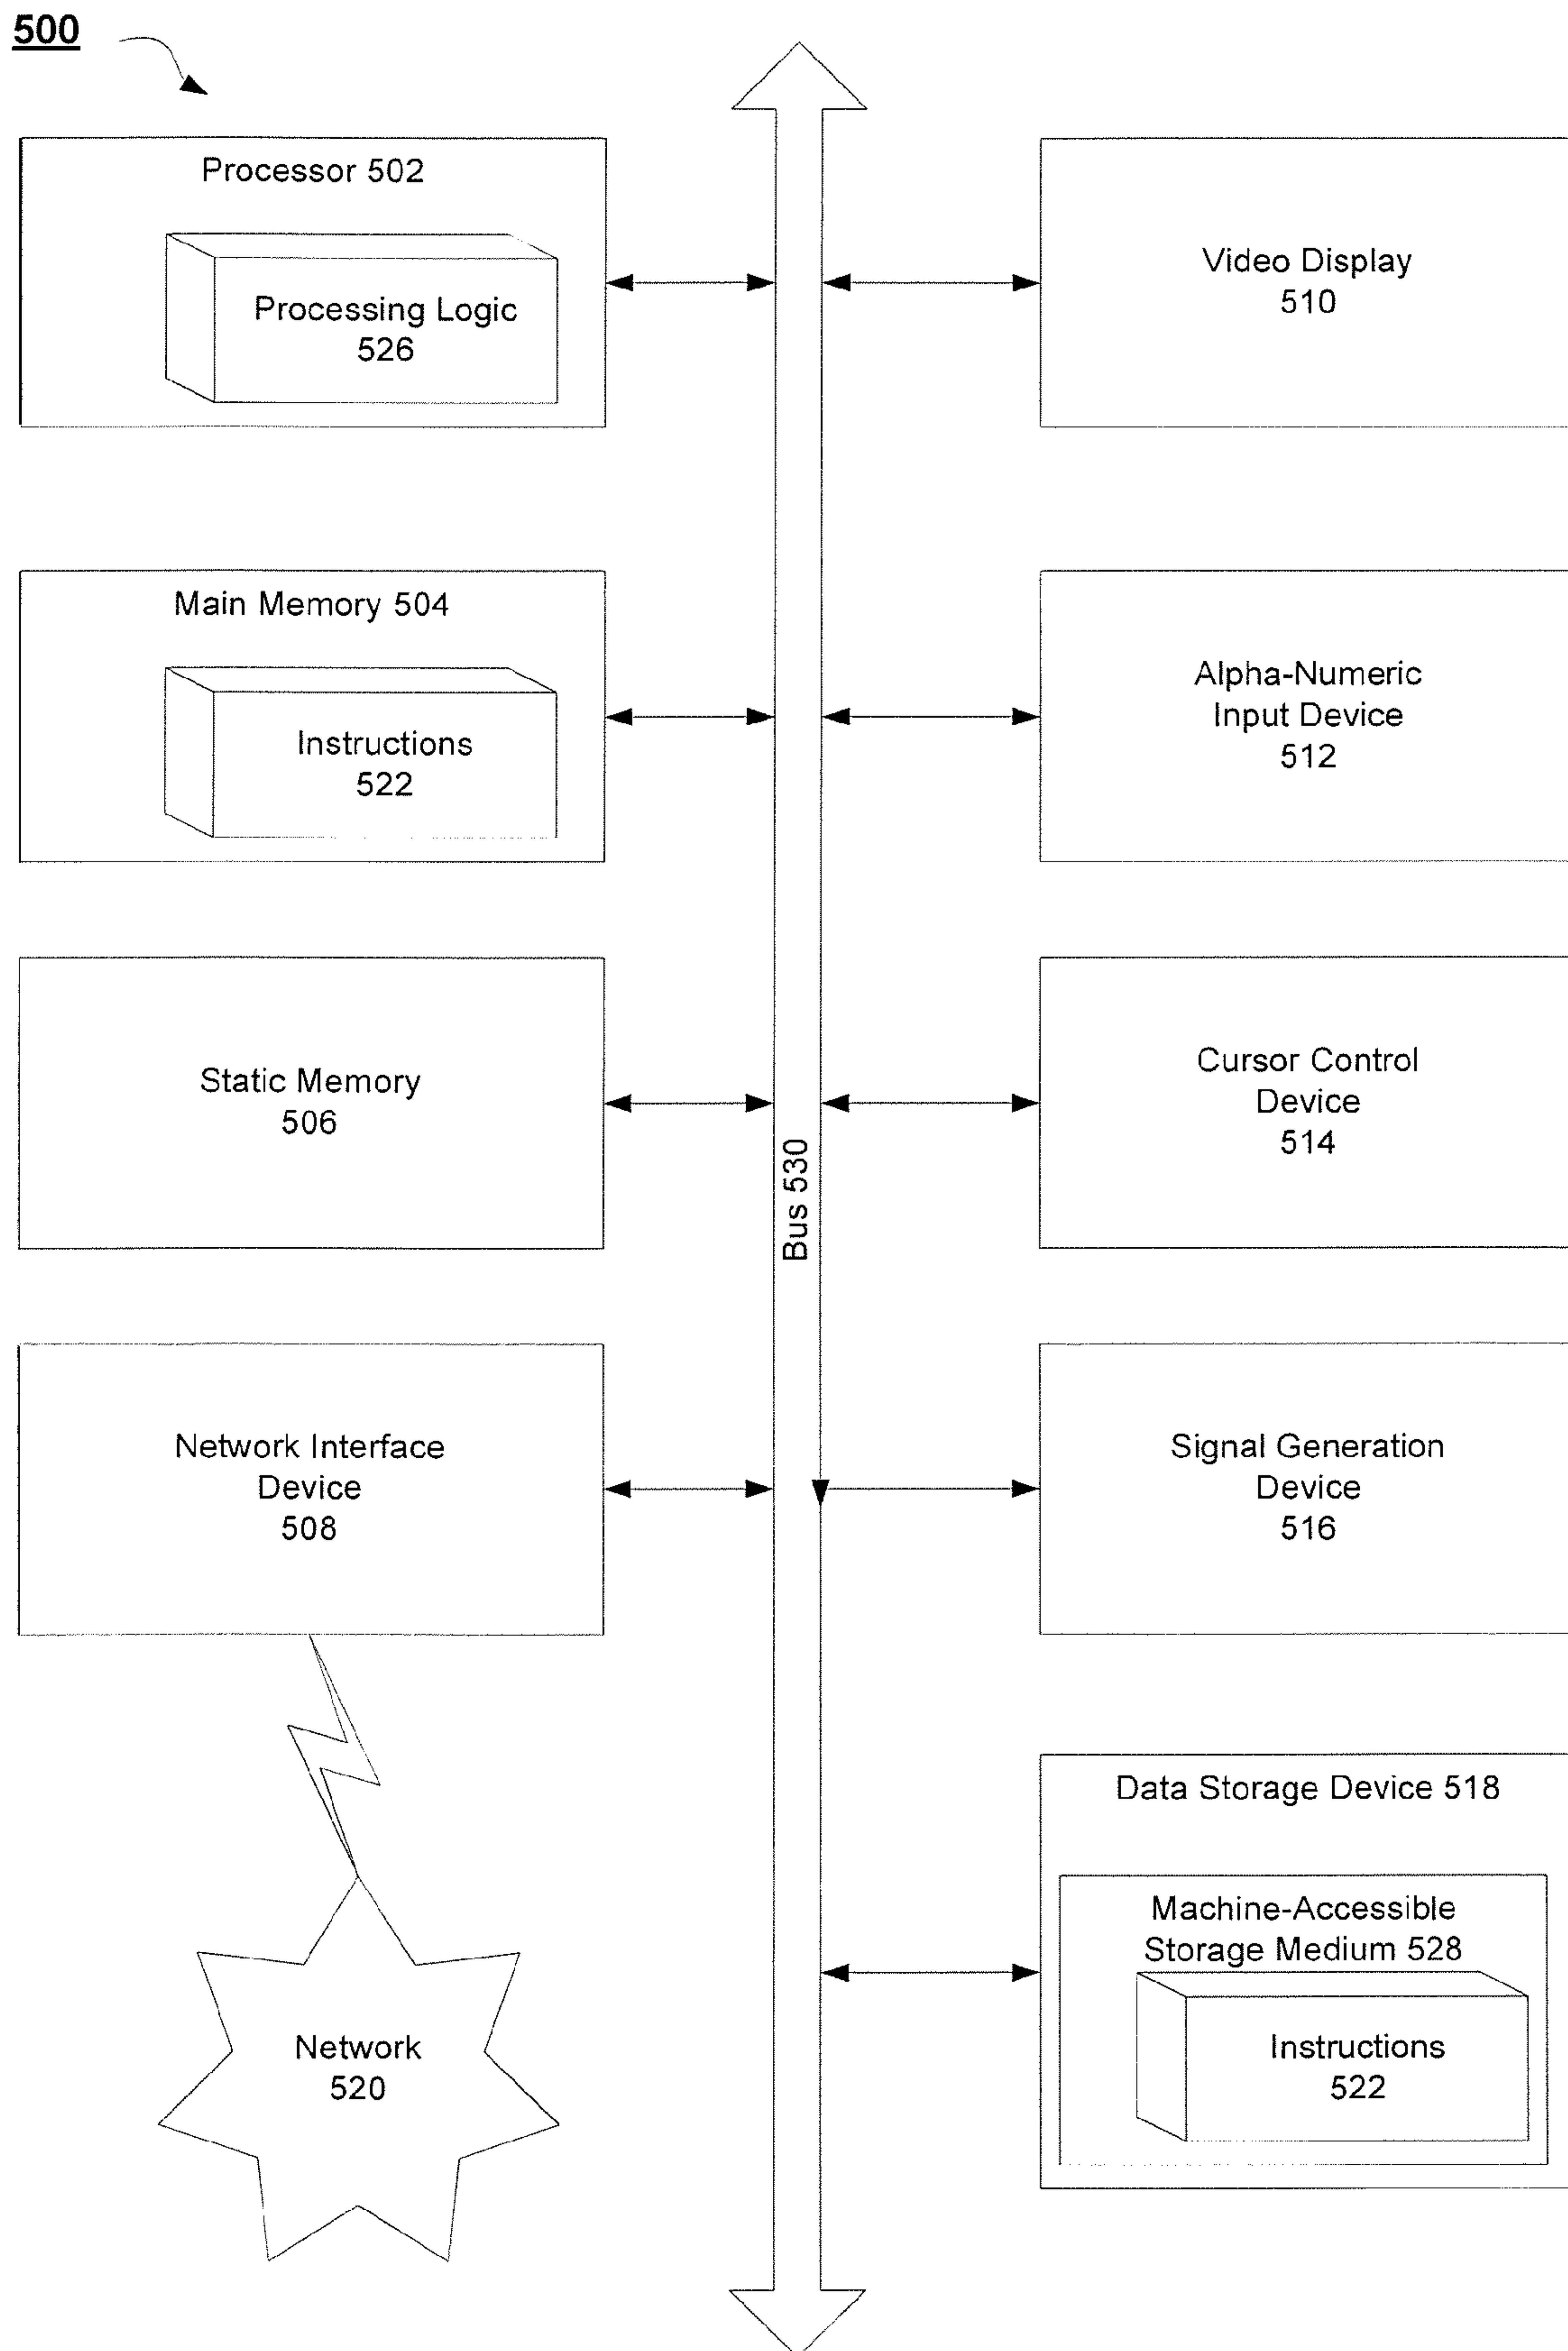 500
Processor 502
Processing Logic
526
Video Display
510
Main Memory 504
Instructions
522
Alpha-Numeric
Input Device
512
Static Memory
506
Cursor Control
Device
514
Bus 530
Network Interface
Device
508
Signal Generation
Device
516
Data Storage Device 518
Machine-Accessible
Storage Medium 528
Instructions
522
Network
520